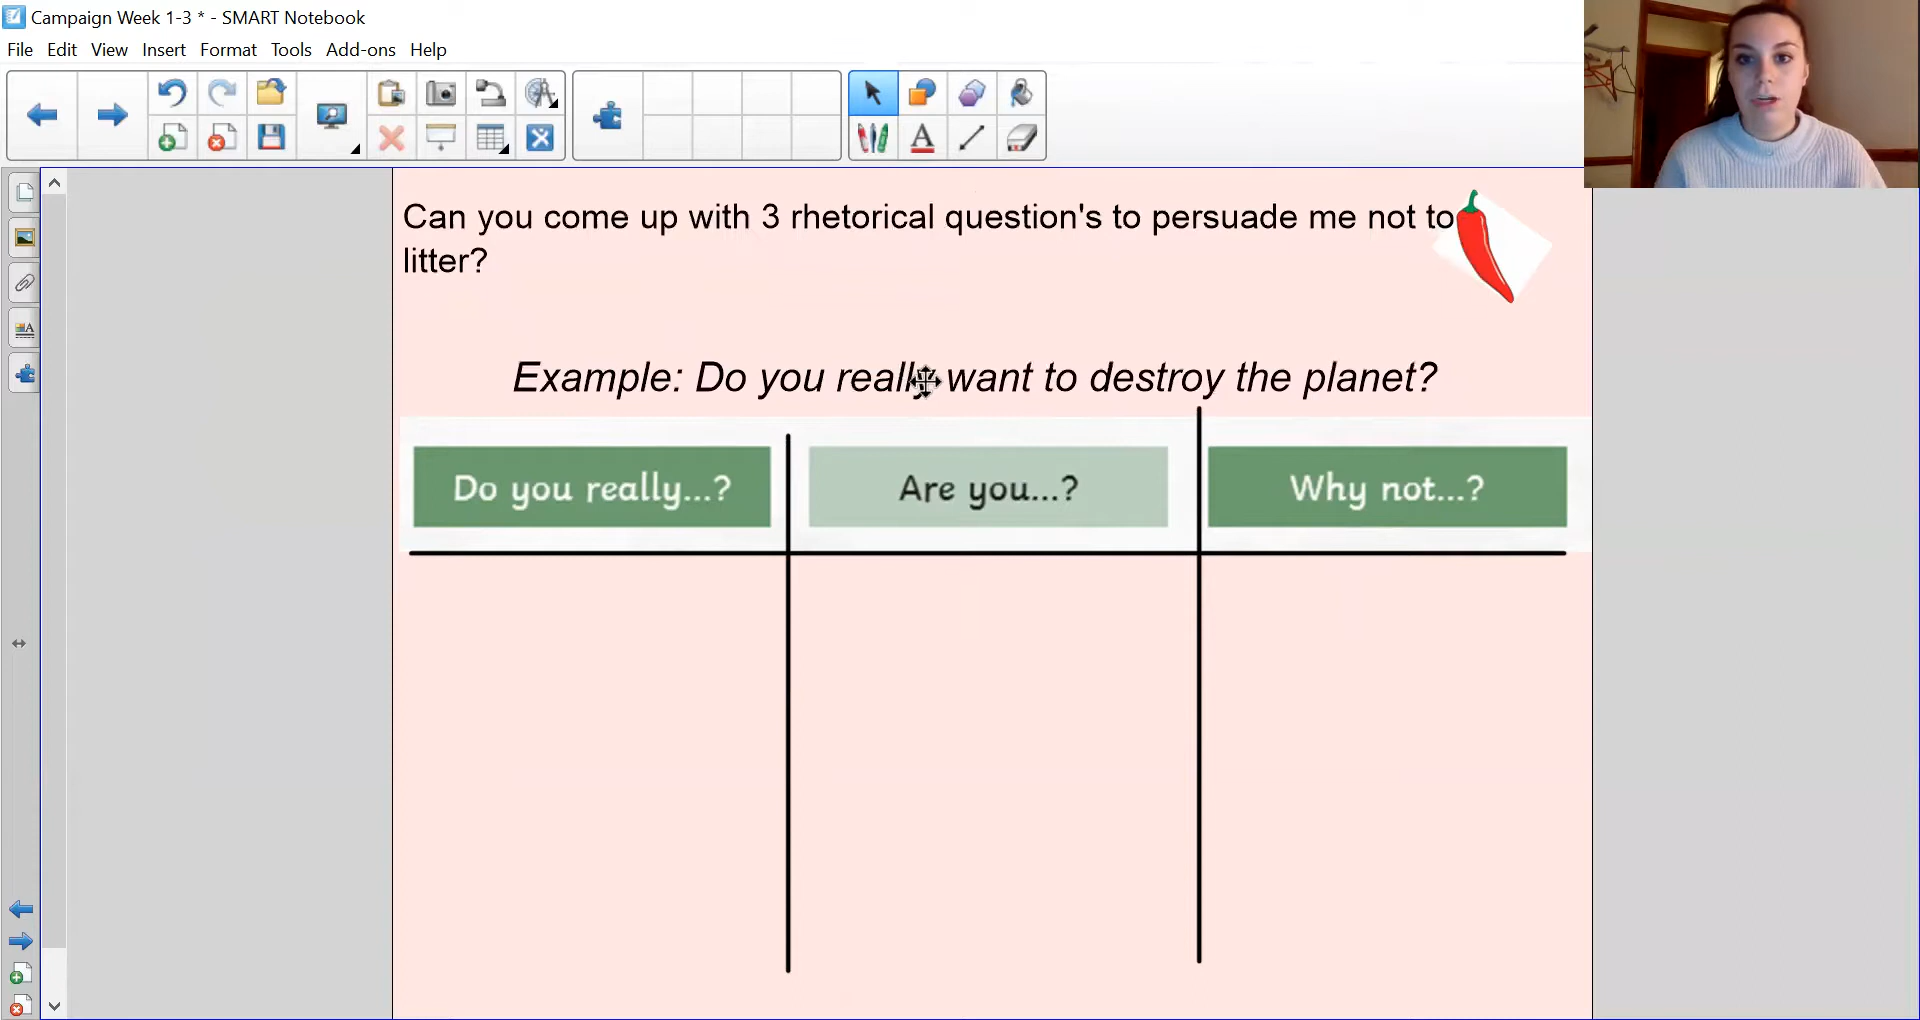 Campaign Week 1-3 * - SMART Notebook
File Edit View Insert Format Tools Add-ons Help
Can you come up with 3 rhetorical question's to persuade me not to
litter?
Example: Do you really want to destroy the planet?
Do you really...? Are you...? Why not...?